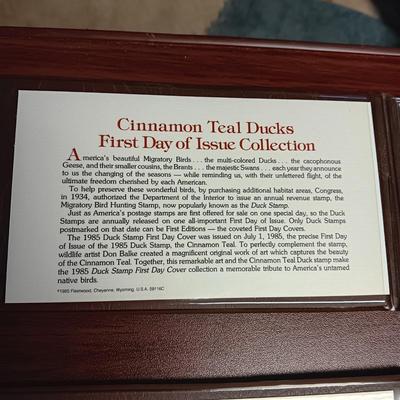 Cinnamon Teal Ducks
First Day of Issue Collection
America's beautiful Migratory Birds . . . the multi-colored Ducks . . . the cacophonous
Geese, and their smaller cousins, the Brants . . . the majestic Swans . . . each year they announce
to us the changing of the seasons — while reminding us, with their unfettered flight, of the
ultimate freedom cherished by each American.
To help preserve these wonderful birds, by purchasing additional habitat areas, Congress,
in 1934, authorized the Department of the Interior to issue an annual revenue stamp, the
Migratory Bird Hunting Stamp, now popularly known as the Duck Stamp.
Just as America's postage stamps are first offered for sale on one special day, so the Duck
Stamps are annually released on one all-important First Day of Issue. Only Duck Stamps
postmarked on that date can be First Editions — the coveted First Day Covers.
The 1985 Duck Stamp First Day Cover was issued on July 1, 1985, the precise First Day
of Issue of the 1985 Duck Stamp, the Cinnamon Teal. To perfectly complement the stamp,
wildlife artist Don Balke created a magnificent original work of art which captures the beauty
of the Cinnamon Teal. Together, this remarkable art and the Cinnamon Teal Duck stamp make
the 1985 Duck Stamp First Day Cover collection a memorable tribute to America's untamed
native birds.
©1985 Fleetwood, Cheyenne, Wyoming, U.S.A. 59116C